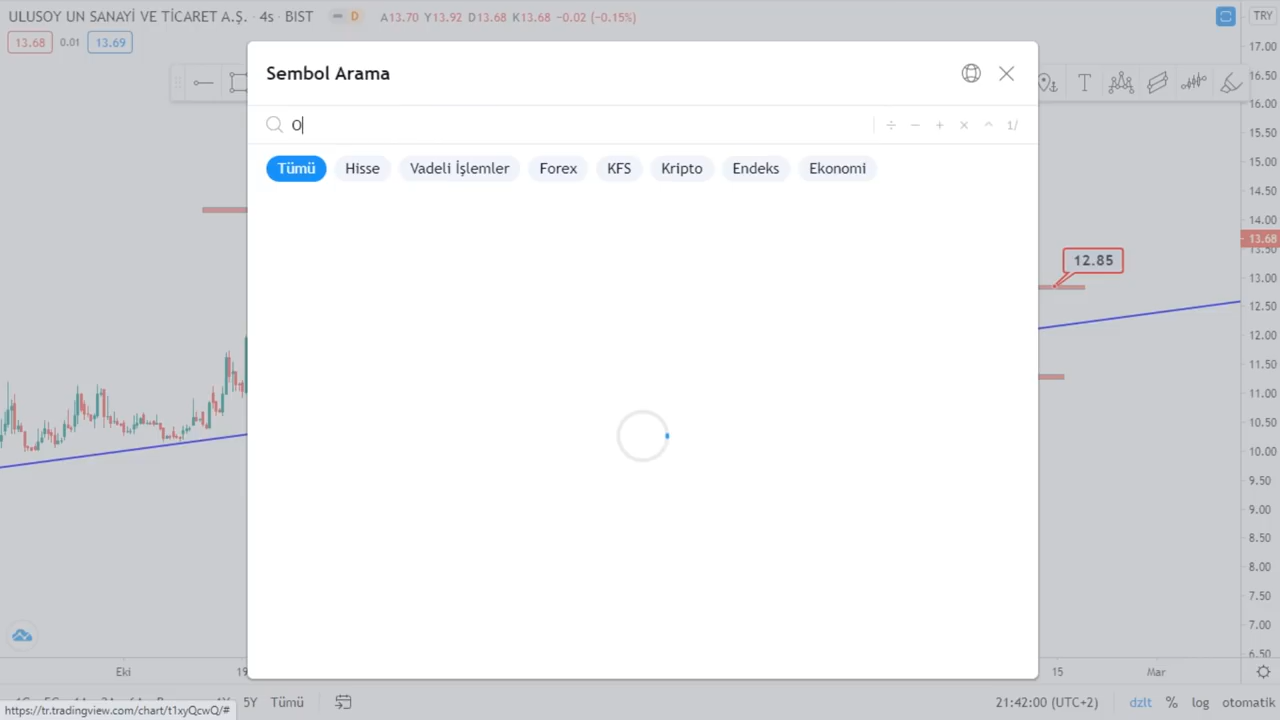 ULUSOY UN SANAYİ VE TİCARET A.Ş. · 4s · BIST D A13.70 Y13.92 D13.68 K13.68 −0.02 (−0.15%)
TRY
13.68 0.01 13.69
17.00
Sembol Arama
16.50
16.00
O
÷ − + × ^ 1/
15.50
Tümü Hisse Vadeli İşlemler Forex KFS Kripto Endeks Ekonomi
15.00
14.50
14.00
13.68
13.50
12.85
13.00
12.50
12.00
11.50
11.00
10.50
10.00
9.50
9.00
8.50
8.00
7.50
7.00
6.50
Eki 19 15 Mar
5Y Tümü 21:42:00 (UTC+2) dzlt % log otomatik
https://tr.tradingview.com/chart/t1xyQcwQ/#